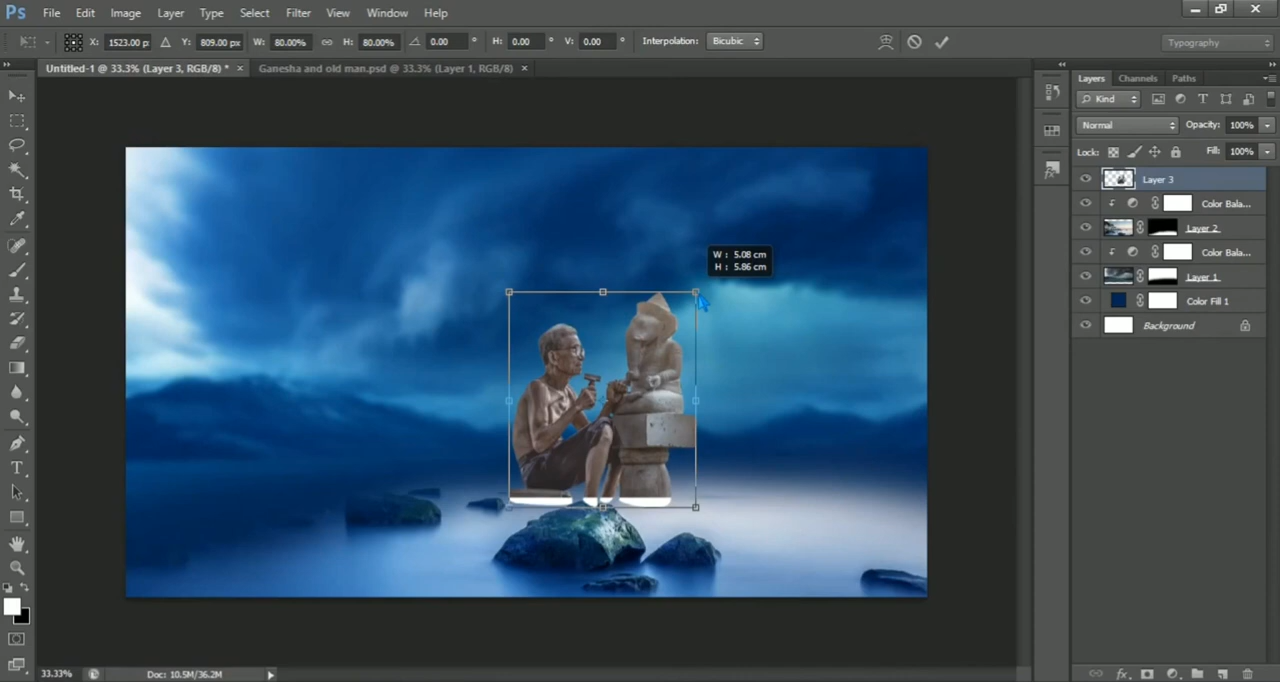 Ps File Edit Image Layer Type Select Filter View Window Help
X: 1523.00 p: Y: 809.00 px W: 80.00% H: 80.00% 0.00 ° H: 0.00 ° V: 0.00 ° Interpolation: Bicubic Typography
Untitled-1 @ 33.3% (Layer 3, RGB/8) * × Ganesha and old man.psd @ 33.3% (Layer 1, RGB/8) ×
Layers Channels Paths
Kind
Normal Opacity: 100%
Lock: Fill: 100%
Layer 3
Color Bala...
Layer 2
Color Bala...
Layer 1
Color Fill 1
Background
W : 5.08 cm
H : 5.86 cm
33.33% Doc: 10.5M/36.2M